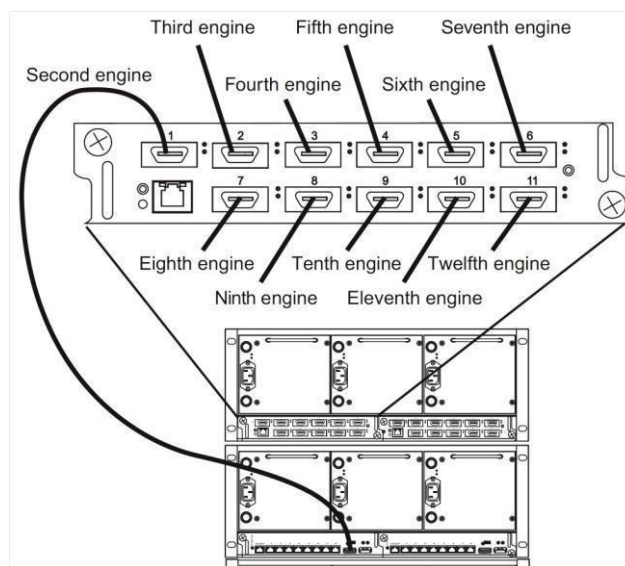 Third engine
Fifth engine
Seventh engine
Second engine
Fourth engine
Sixth engine
1
2
3
4
5
6
7
8
9
10
11
Eighth engine
Tenth engine
Twelfth engine
Ninth engine
Eleventh engine